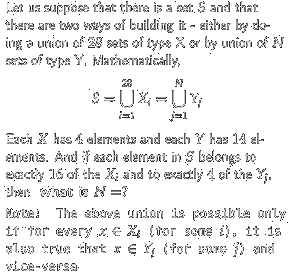 Let us suppose that there is a set S and that
there are two ways of building it - either by do-
ing a union of 28 sets of type X or by union of N
sets of type Y. Mathematically,
S = ⋃_{i=1}^{28} X_i = ⋃_{j=1}^{N} Y_j
Each X has 4 elements and each Y has 14 el-
ements. And if each element in S belongs to
exactly 16 of the X_i and to exactly 4 of the Y_j,
then what is N =?
Note: The above union is possible only
if for every x ∈ X_i (for some i), it is
also true that x ∈ Y_j (for some j) and
vice-versa